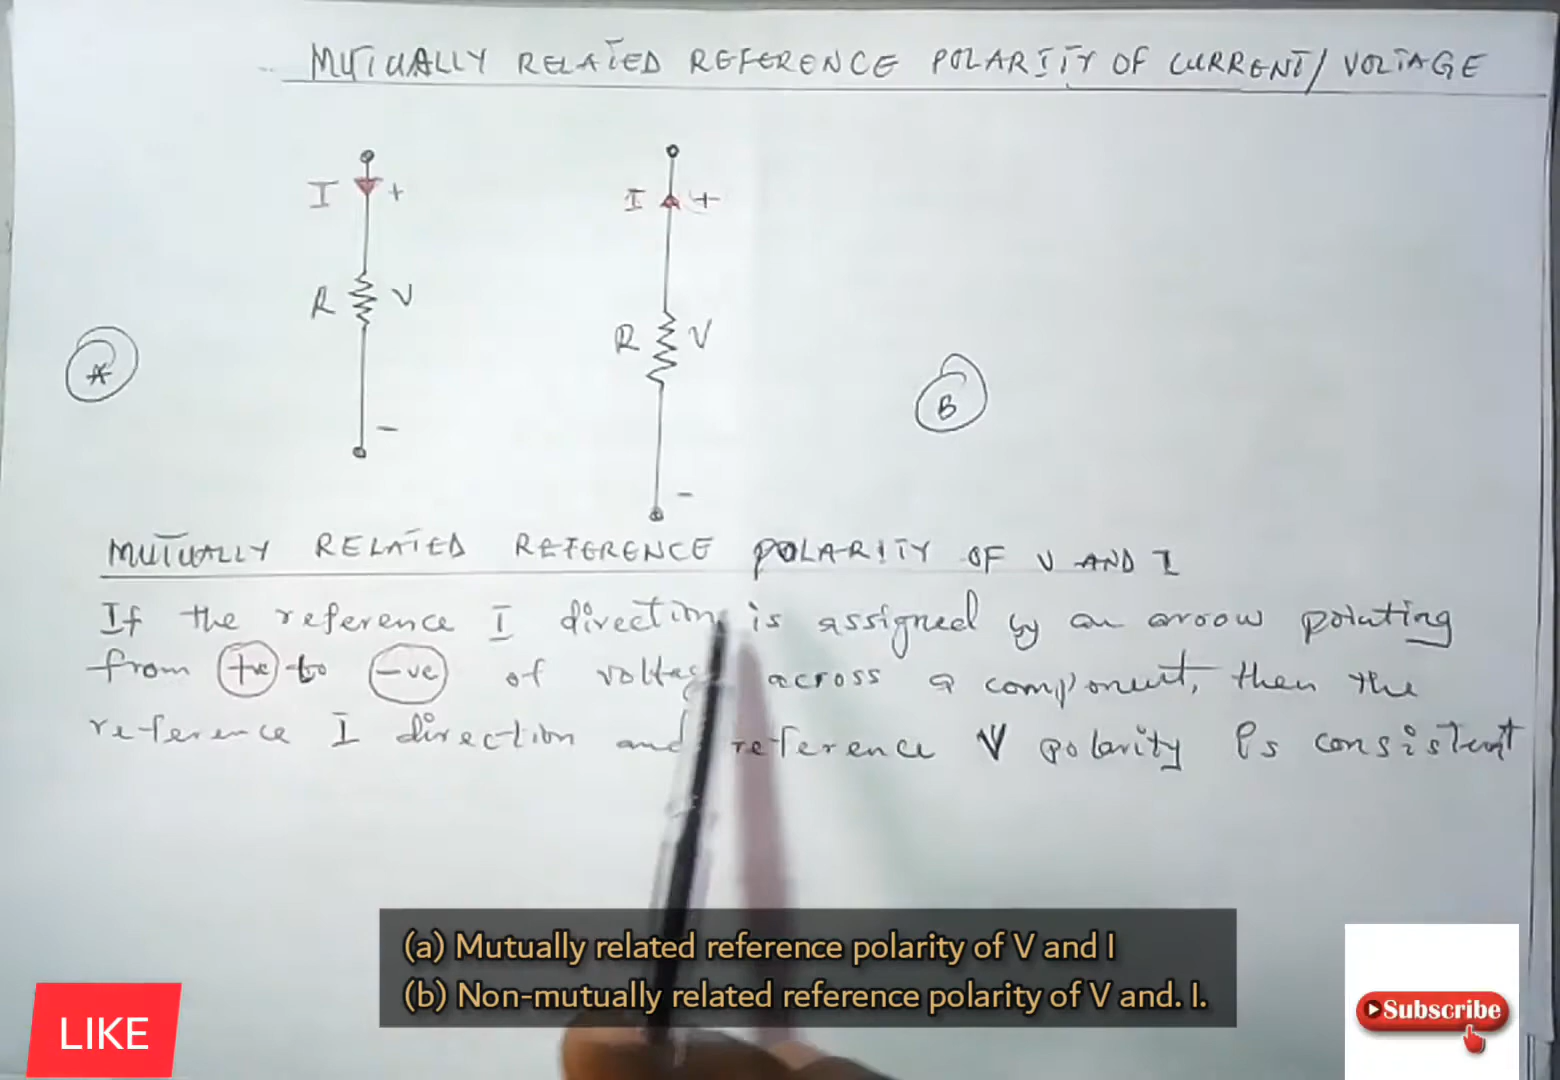 MUTUALLY RELATED REFERENCE POLARITY OF CURRENT/ VOLTAGE
I +
R V
-
A
I +
R V
-
B
MUTUALLY RELATED REFERENCE POLARITY OF V AND I
If the reference I direction is assigned by an arrow pointing
from +ve to -ve of voltage across a component, then the
reference I direction and reference V polarity is consistent
(a) Mutually related reference polarity of V and I
(b) Non-mutually related reference polarity of V and. I.
LIKE
Subscribe